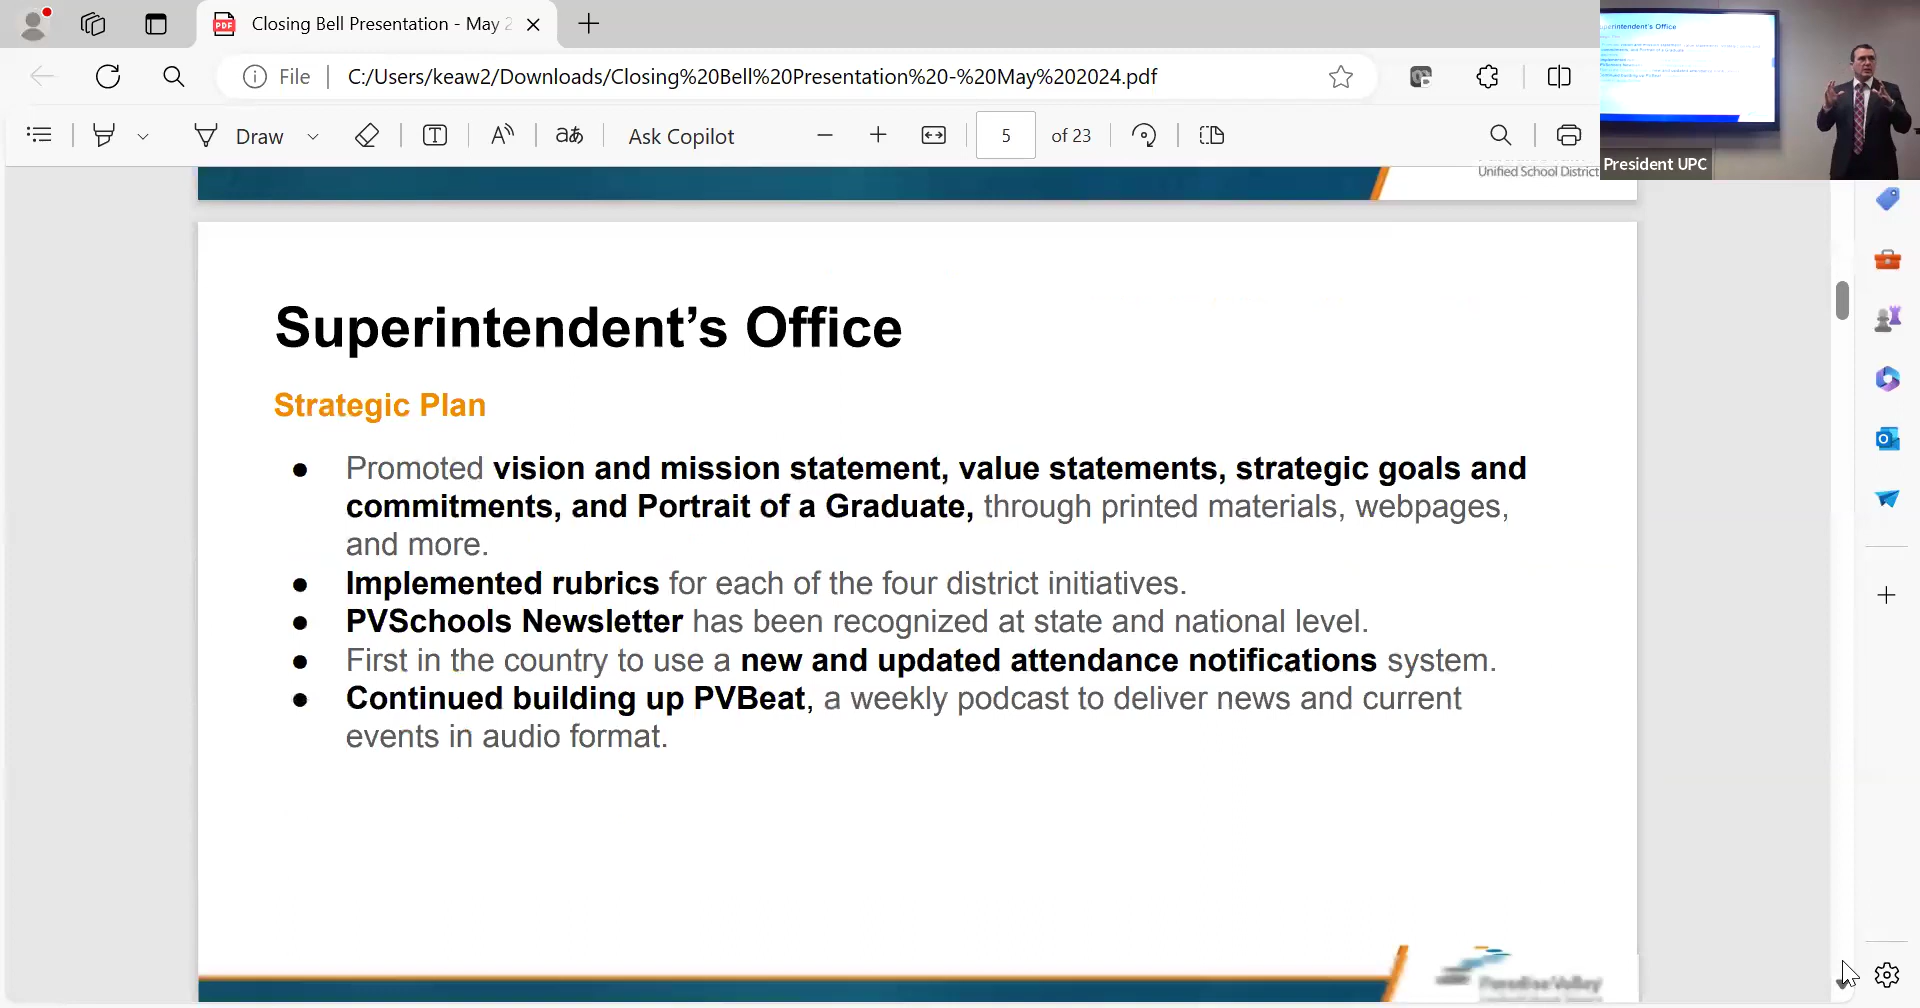 Closing Bell Presentation - May 2
File
C:/Users/keaw2/Downloads/Closing%20Bell%20Presentation%20-%20May%202024.pdf
Draw
Ask Copilot
5
of 23
President UPC
Unified School District
Superintendent's Office
Strategic Plan
● Promoted vision and mission statement, value statements, strategic goals and
commitments, and Portrait of a Graduate, through printed materials, webpages,
and more.
● Implemented rubrics for each of the four district initiatives.
● PVSchools Newsletter has been recognized at state and national level.
● First in the country to use a new and updated attendance notifications system.
● Continued building up PVBeat, a weekly podcast to deliver news and current
events in audio format.
Paradise Valley